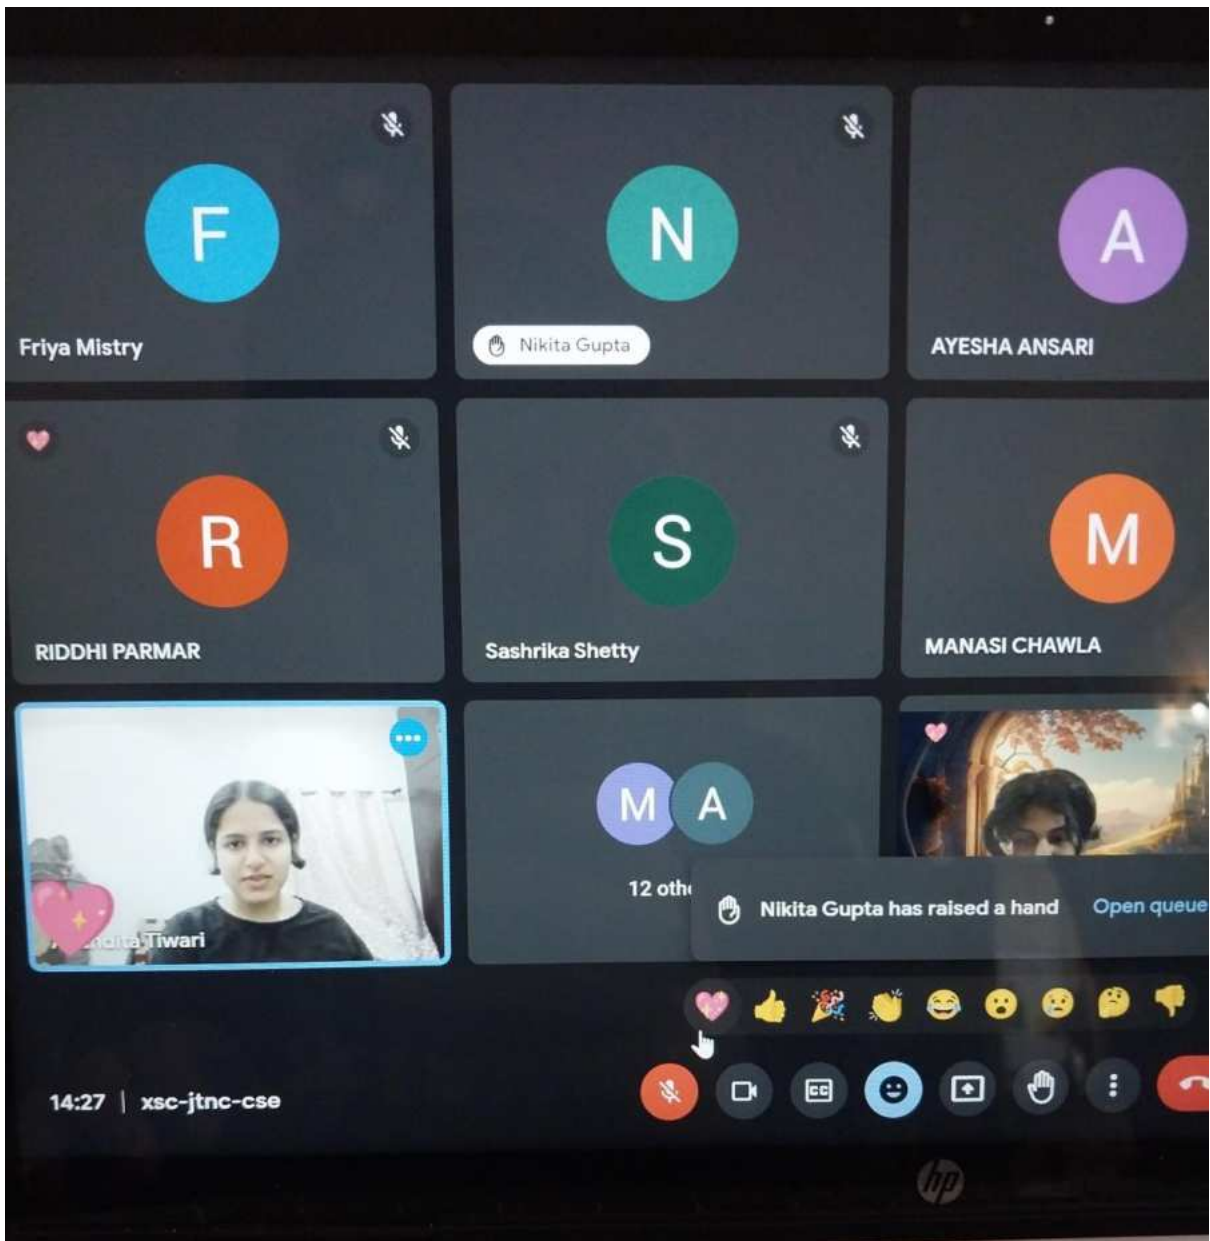 F
N
A
Friya Mistry
Nikita Gupta
AYESHA ANSARI
R
S
M
RIDDHI PARMAR
Sashrika Shetty
MANASI CHAWLA
M A
12 oth
Nikita Gupta has raised a hand Open queue
Tiwari
CC
14:27 | xsc-jtnc-cse
hp